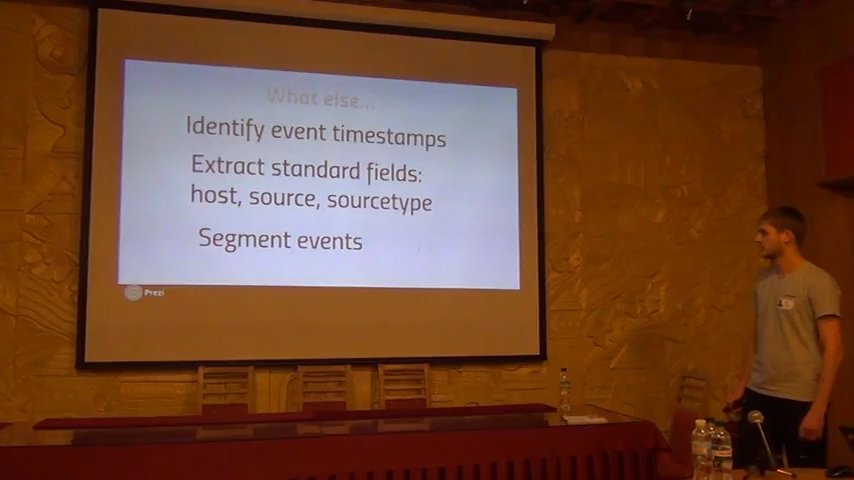 What else...
Identify event timestamps
Extract standard fields:
host, source, sourcetype
Segment events
Prezi